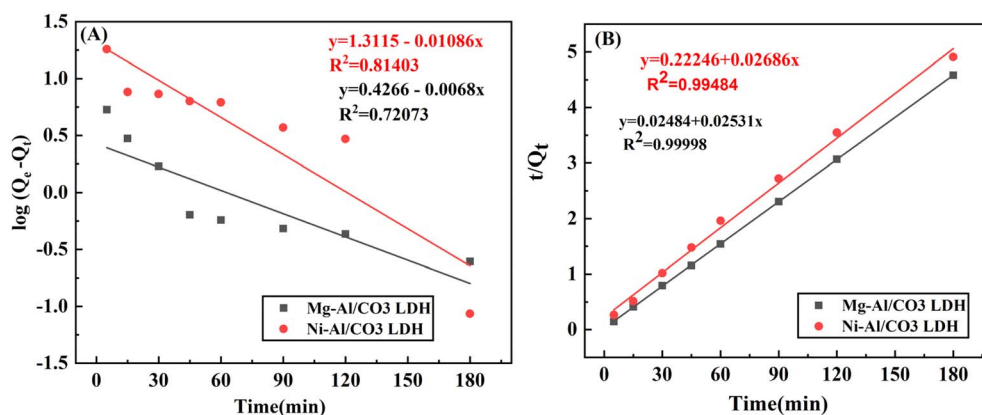 (A)
y=1.3115 - 0.01086x
R²=0.81403
y=0.4266 - 0.0068x
R²=0.72073
log (Qe -Qt)
1.5
1.0
0.5
0.0
-0.5
-1.0
-1.5
Mg-Al/CO3 LDH
Ni-Al/CO3 LDH
0 30 60 90 120 150 180
Time(min)
(B)
y=0.22246+0.02686x
R²=0.99484
y=0.02484+0.02531x
R²=0.99998
t/Qt
5
4
3
2
1
0
Mg-Al/CO3 LDH
Ni-Al/CO3 LDH
0 30 60 90 120 150 180
Time(min)